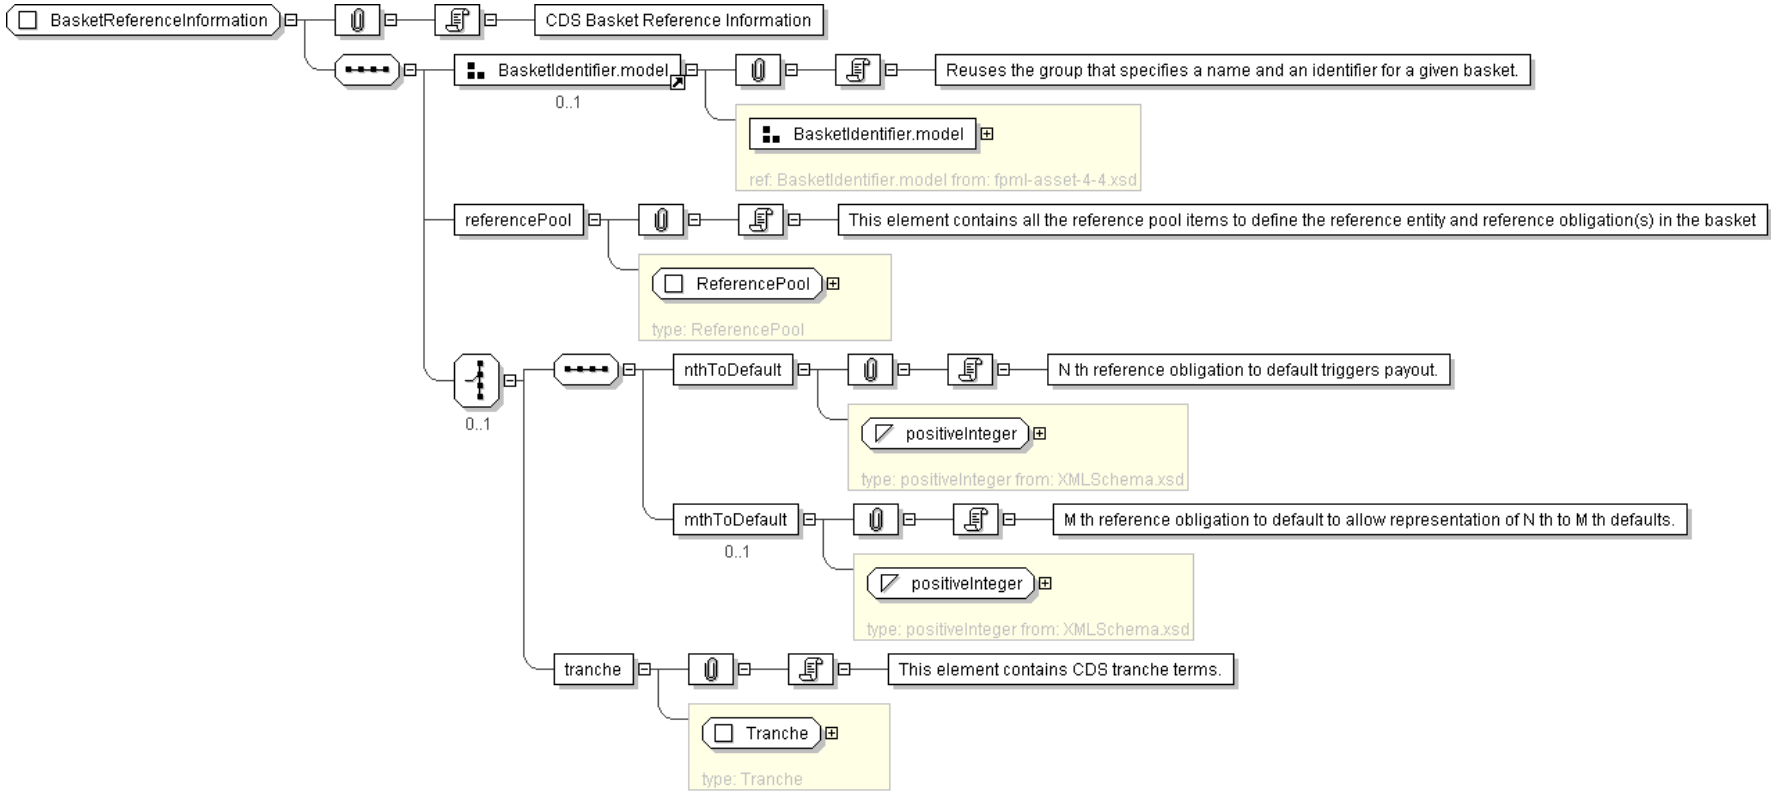 BasketReferenceInformation
CDS Basket Reference Information
BasketIdentifier.model
0..1
Reuses the group that specifies a name and an identifier for a given basket.
BasketIdentifier.model
ref: BasketIdentifier.model from: fpml-asset-4-4.xsd
referencePool
This element contains all the reference pool items to define the reference entity and reference obligation(s) in the basket
ReferencePool
type: ReferencePool
0..1
nthToDefault
N th reference obligation to default triggers payout.
positiveInteger
type: positiveInteger from: XMLSchema.xsd
mthToDefault
0..1
M th reference obligation to default to allow representation of N th to M th defaults.
positiveInteger
type: positiveInteger from: XMLSchema.xsd
tranche
This element contains CDS tranche terms.
Tranche
type: Tranche